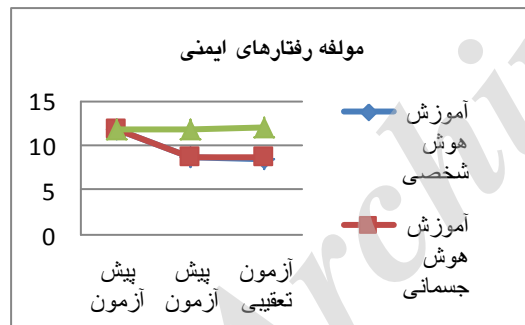 مولفه رفتارهای ایمنی
15
10
5
0
پیش آزمون
پیش آزمون
آزمون تعقیبی
آموزش هوش شخصی
آموزش هوش جسمانی
Archi